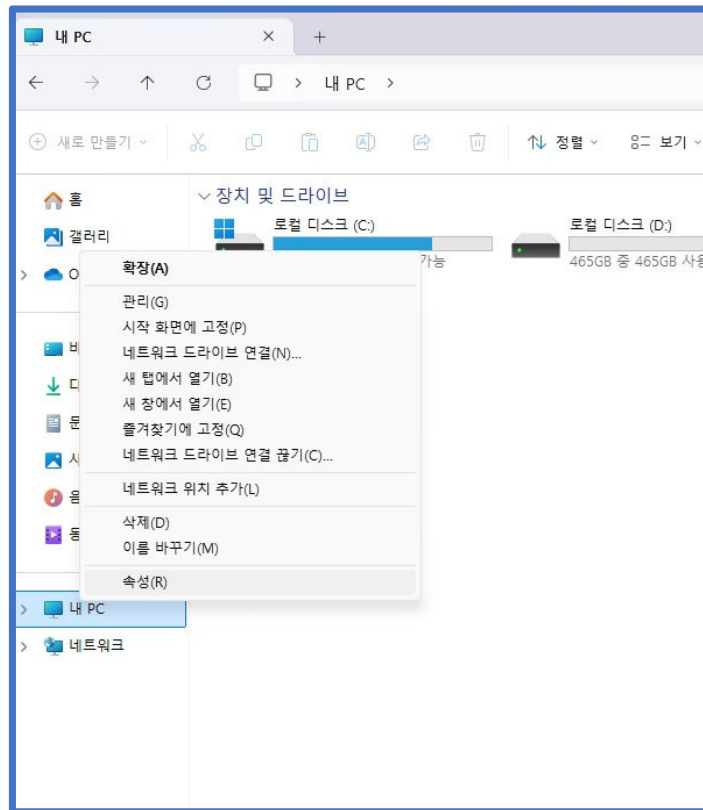 내 PC
내 PC
새로 만들기
정렬
보기
홈
갤러리
장치 및 드라이브
로컬 디스크 (C:)
가능
로컬 디스크 (D:)
465GB 중 465GB
확장(A)
관리(G)
시작 화면에 고정(P)
네트워크 드라이브 연결(N)...
새 탭에서 열기(B)
새 창에서 열기(E)
즐겨찾기에 고정(Q)
네트워크 드라이브 연결 끊기(C)...
네트워크 위치 추가(L)
삭제(D)
이름 바꾸기(M)
속성(R)
내 PC
네트워크